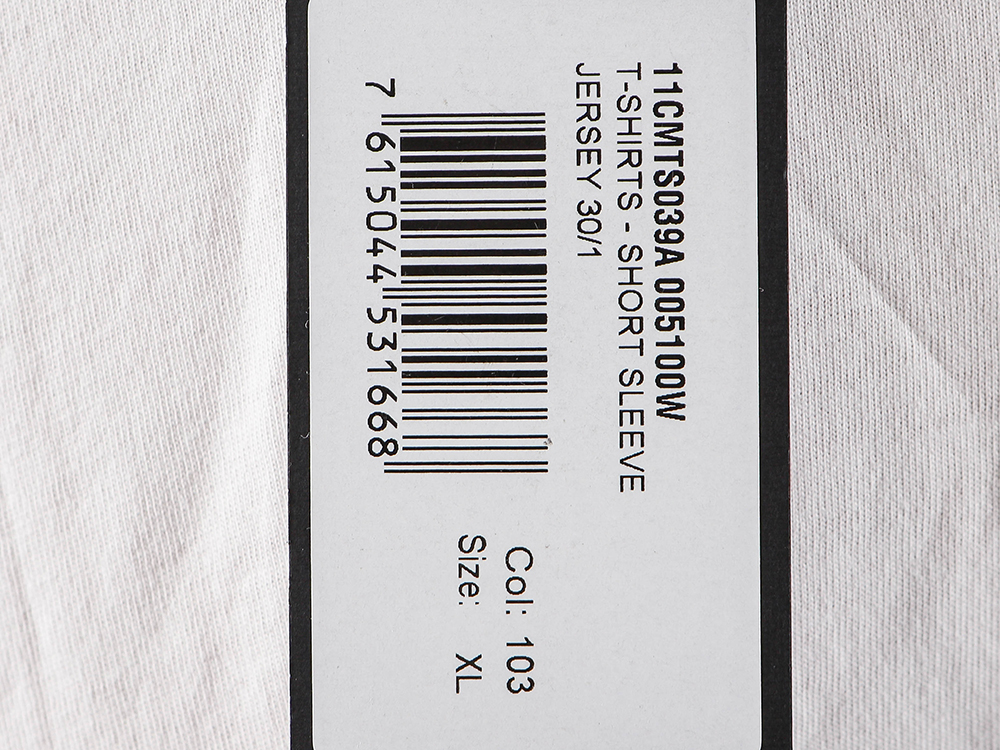 11CMTS039A 005100W
T-SHIRTS - SHORT SLEEVE
JERSEY 30/1
7 615044 531668
Col: 103
Size: XL